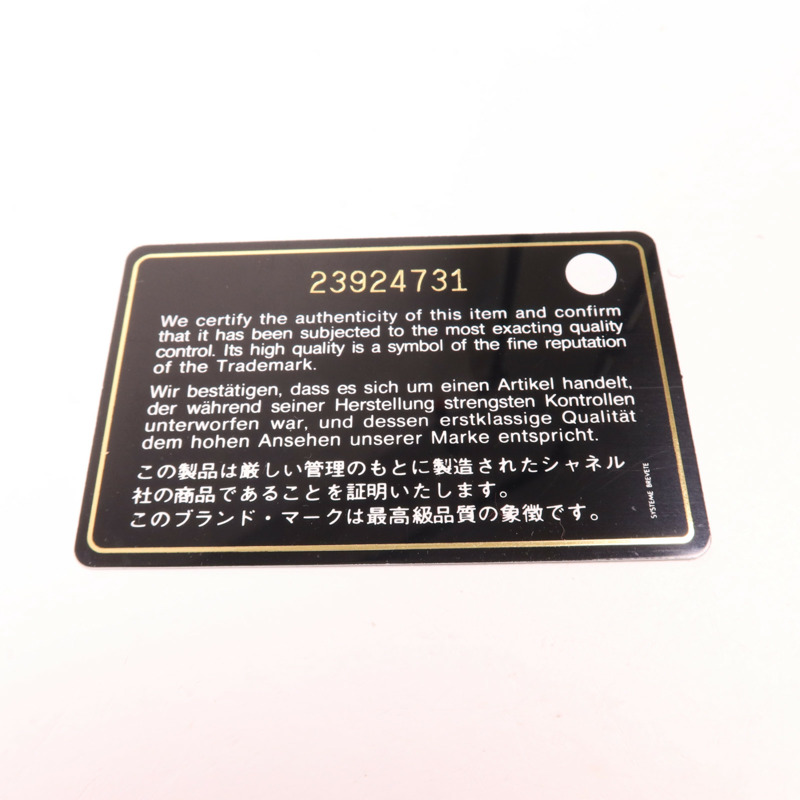 23924731
We certify the authenticity of this item and confirm
that it has been subjected to the most exacting quality
control. Its high quality is a symbol of the fine reputation
of the Trademark.
Wir bestätigen, dass es sich um einen Artikel handelt,
der während seiner Herstellung strengsten Kontrollen
unterworfen war, und dessen erstklassige Qualität
dem hohen Ansehen unserer Marke entspricht.
この製品は厳しい管理のもとに製造されたシャネル
社の商品であることを証明いたします。
このブランド・マークは最高級品質の象徴です。
SYSTEME BREVETE